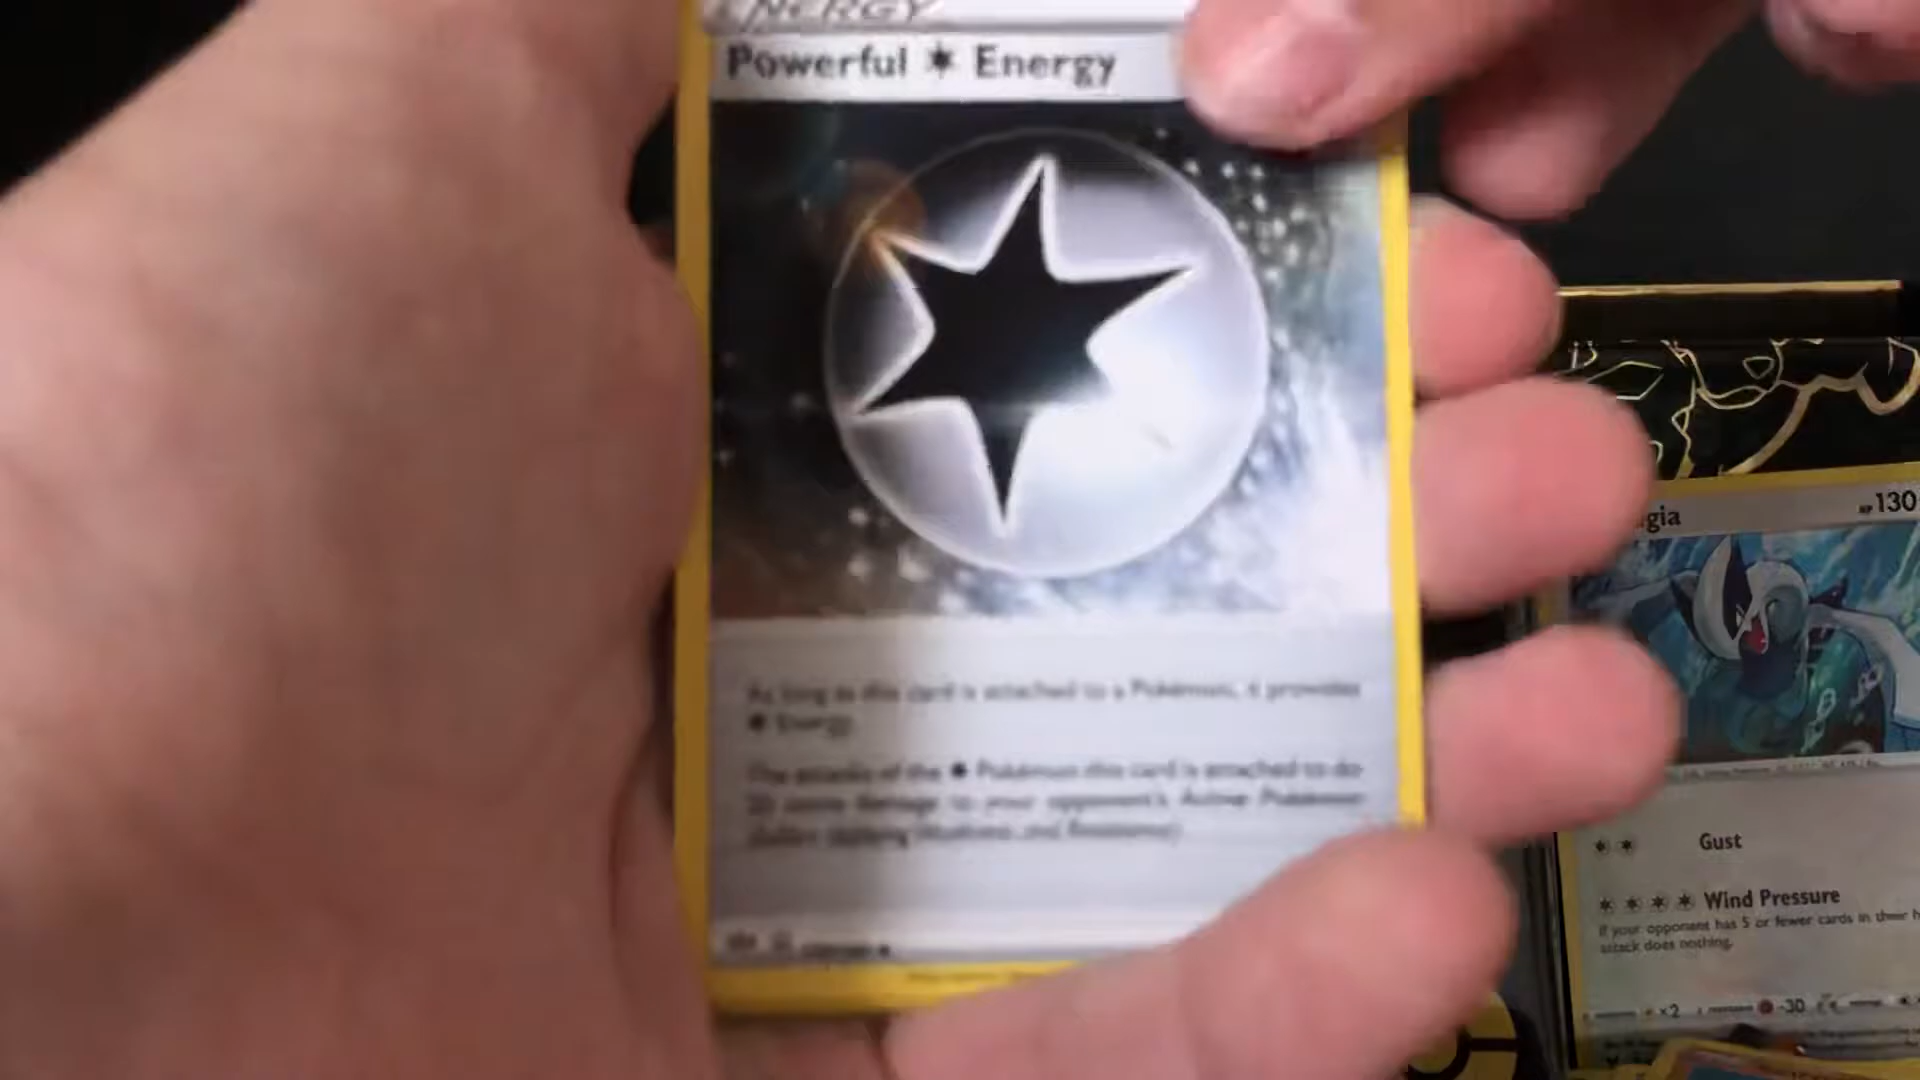 ENERGY
Powerful Energy
As long as this card is attached to a Pokémon, it provides
Energy.
The attacks of the Pokémon this card is attached to do
20 more damage to your opponent's Active Pokémon
(before applying Weakness and Resistance).
gia
HP 130
Gust
Wind Pressure
If your opponent has 5 or fewer cards in their h
attack does nothing.
×2
-30